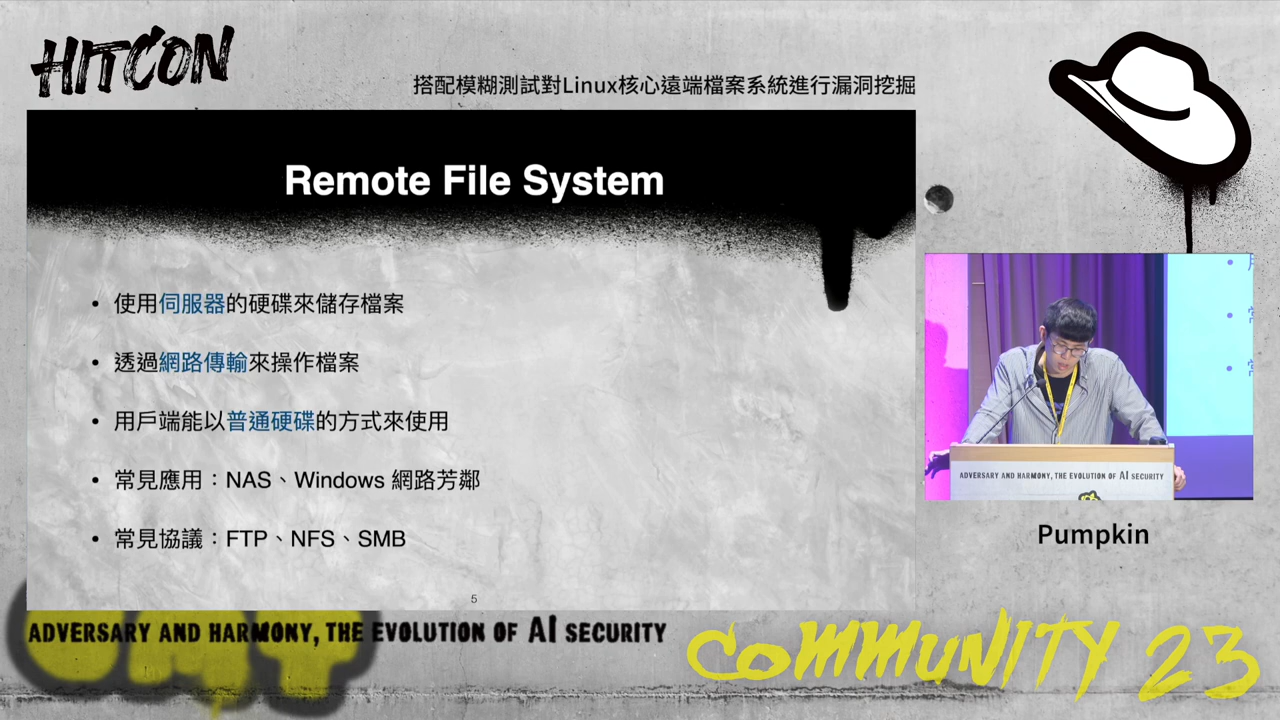 HITCON
搭配模糊測試對Linux核心遠端檔案系統進行漏洞挖掘
Remote File System
• 使用伺服器的硬碟來儲存檔案
• 透過網路傳輸來操作檔案
• 用戶端能以普通硬碟的方式來使用
• 常見應用：NAS、Windows 網路芳鄰
• 常見協議：FTP、NFS、SMB
5
ADVERSARY AND HARMONY, THE EVOLUTION OF AI SECURITY
Pumpkin
ADVERSARY AND HARMONY, THE EVOLUTION OF AI SECURITY
COMMUNITY 23